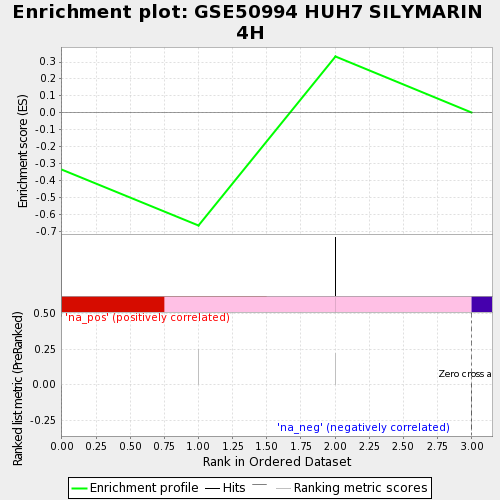 Enrichment plot: GSE50994 HUH7 SILYMARIN
4H
Enrichment score (ES)
0.3
0.2
0.1
0.0
-0.1
-0.2
-0.3
-0.4
-0.5
-0.6
-0.7
Ranked list metric (PreRanked)
0.50
0.25
0.00
-0.25
'na_pos' (positively correlated)
Zero cross a
'na_neg' (negatively correlated)
0.00 0.25 0.50 0.75 1.00 1.25 1.50 1.75 2.00 2.25 2.50 2.75 3.00
Rank in Ordered Dataset
Enrichment profile Hits Ranking metric scores